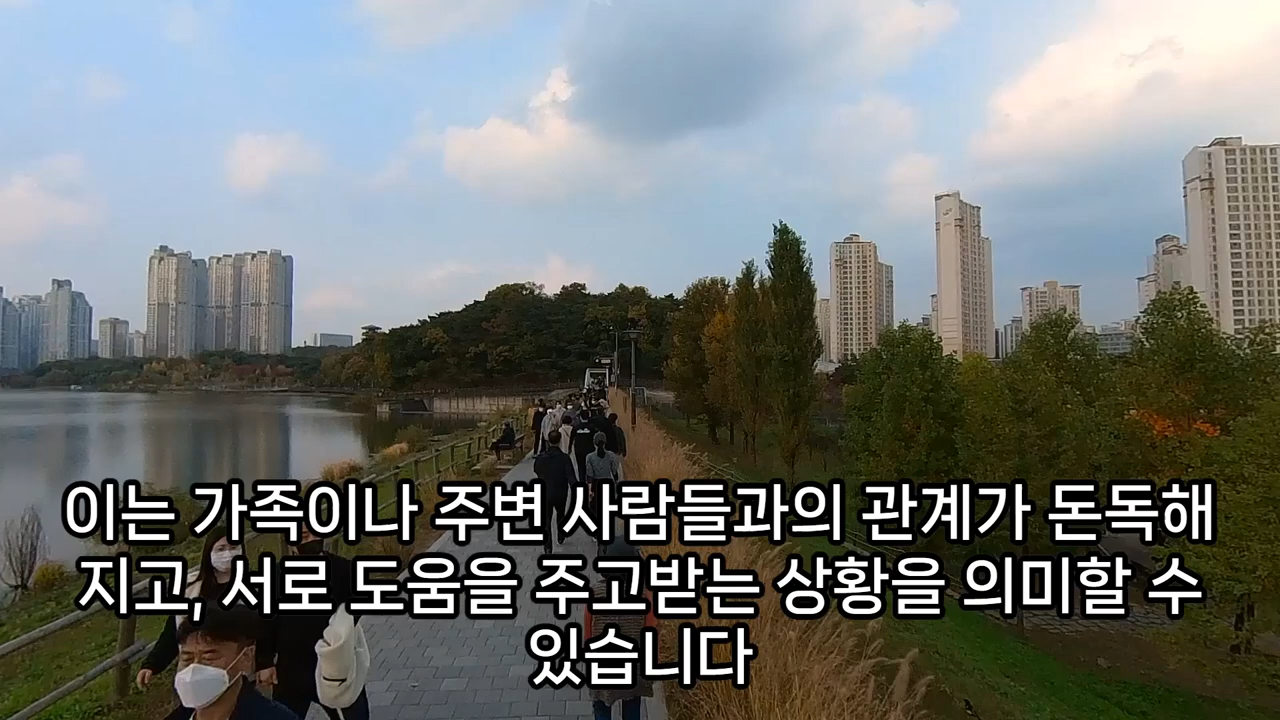 이는 가족이나 주변 사람들과의 관계가 돈독해
지고, 서로 도움을 주고받는 상황을 의미할 수
있습니다